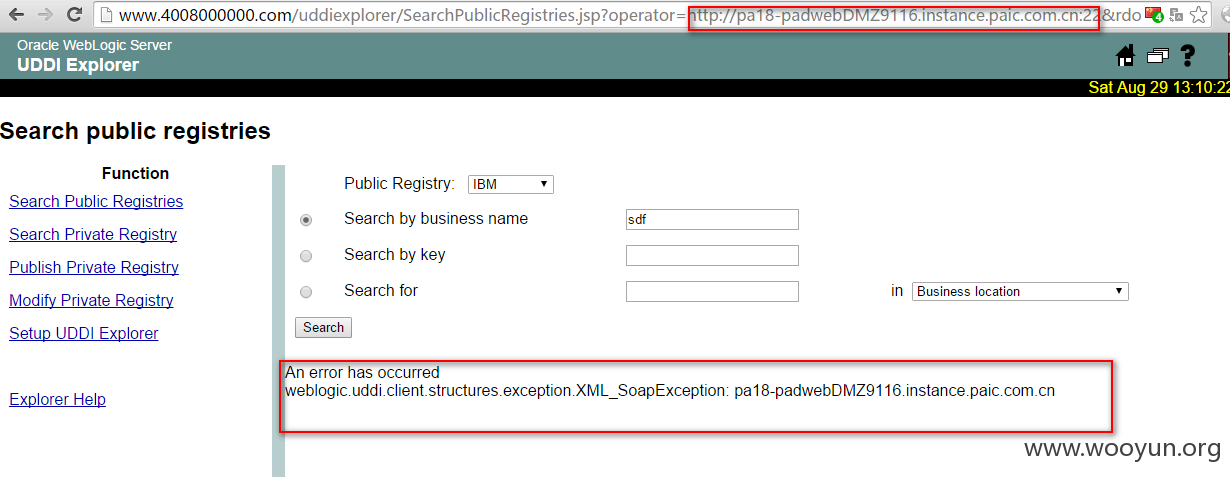 www.4008000000.com/uddiexplorer/SearchPublicRegistries.jsp?operator=http://pa18-padwebDMZ9116.instance.paic.com.cn:22&rdo
4
Oracle WebLogic Server
UDDI Explorer
Sat Aug 29 13:10:22
Search public registries
Function
Search Public Registries
Search Private Registry
Publish Private Registry
Modify Private Registry
Setup UDDI Explorer
Explorer Help
Public Registry: IBM
Search by business name sdf
Search by key
Search for in Business location
Search
An error has occurred
weblogic.uddi.client.structures.exception.XML_SoapException: pa18-padwebDMZ9116.instance.paic.com.cn
www.wooyun.org